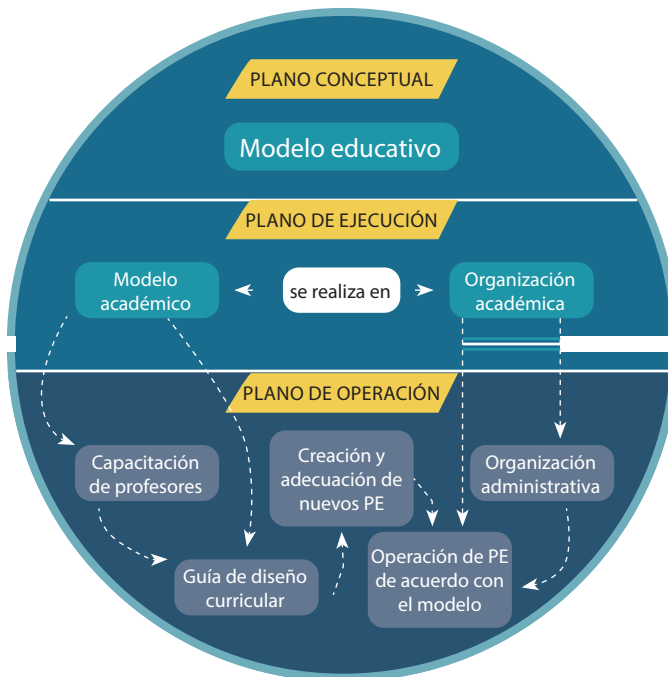 PLANO CONCEPTUAL
Modelo educativo
PLANO DE EJECUCIÓN
Modelo
académico
se realiza en
Organización
académica
PLANO DE OPERACIÓN
Capacitación
de profesores
Creación y
adecuación de
nuevos PE
Organización
administrativa
Guía de diseño
curricular
Operación de PE
de acuerdo con
el modelo